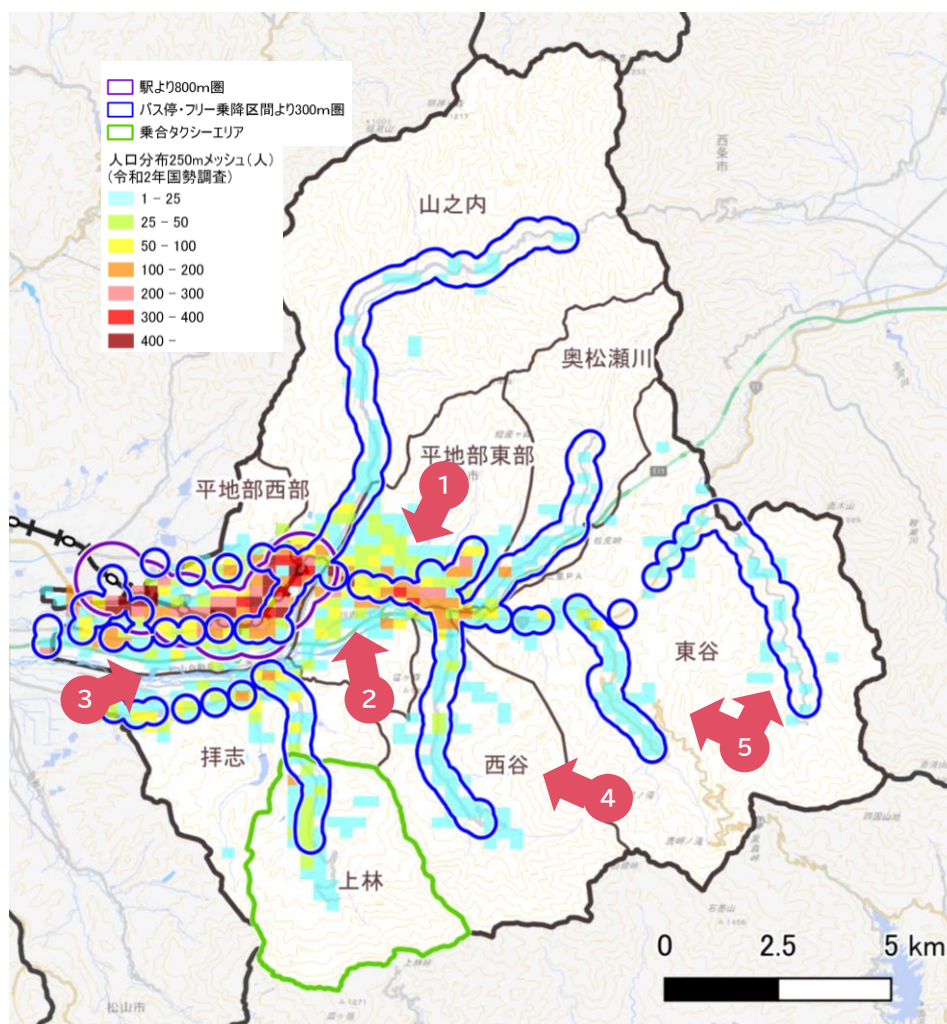 駅より800m圏
バス停・フリー乗降区間より300m圏
乗合タクシーエリア
人口分布250mメッシュ(人)
(令和2年国勢調査)
1 - 25
25 - 50
50 - 100
100 - 200
200 - 300
300 - 400
400 -
西条市
山之内
奥松瀬川
平地部東部
平地部西部
1
東谷
3
2
5
拝志
西谷
4
上林
0 2.5 5 km
松山市